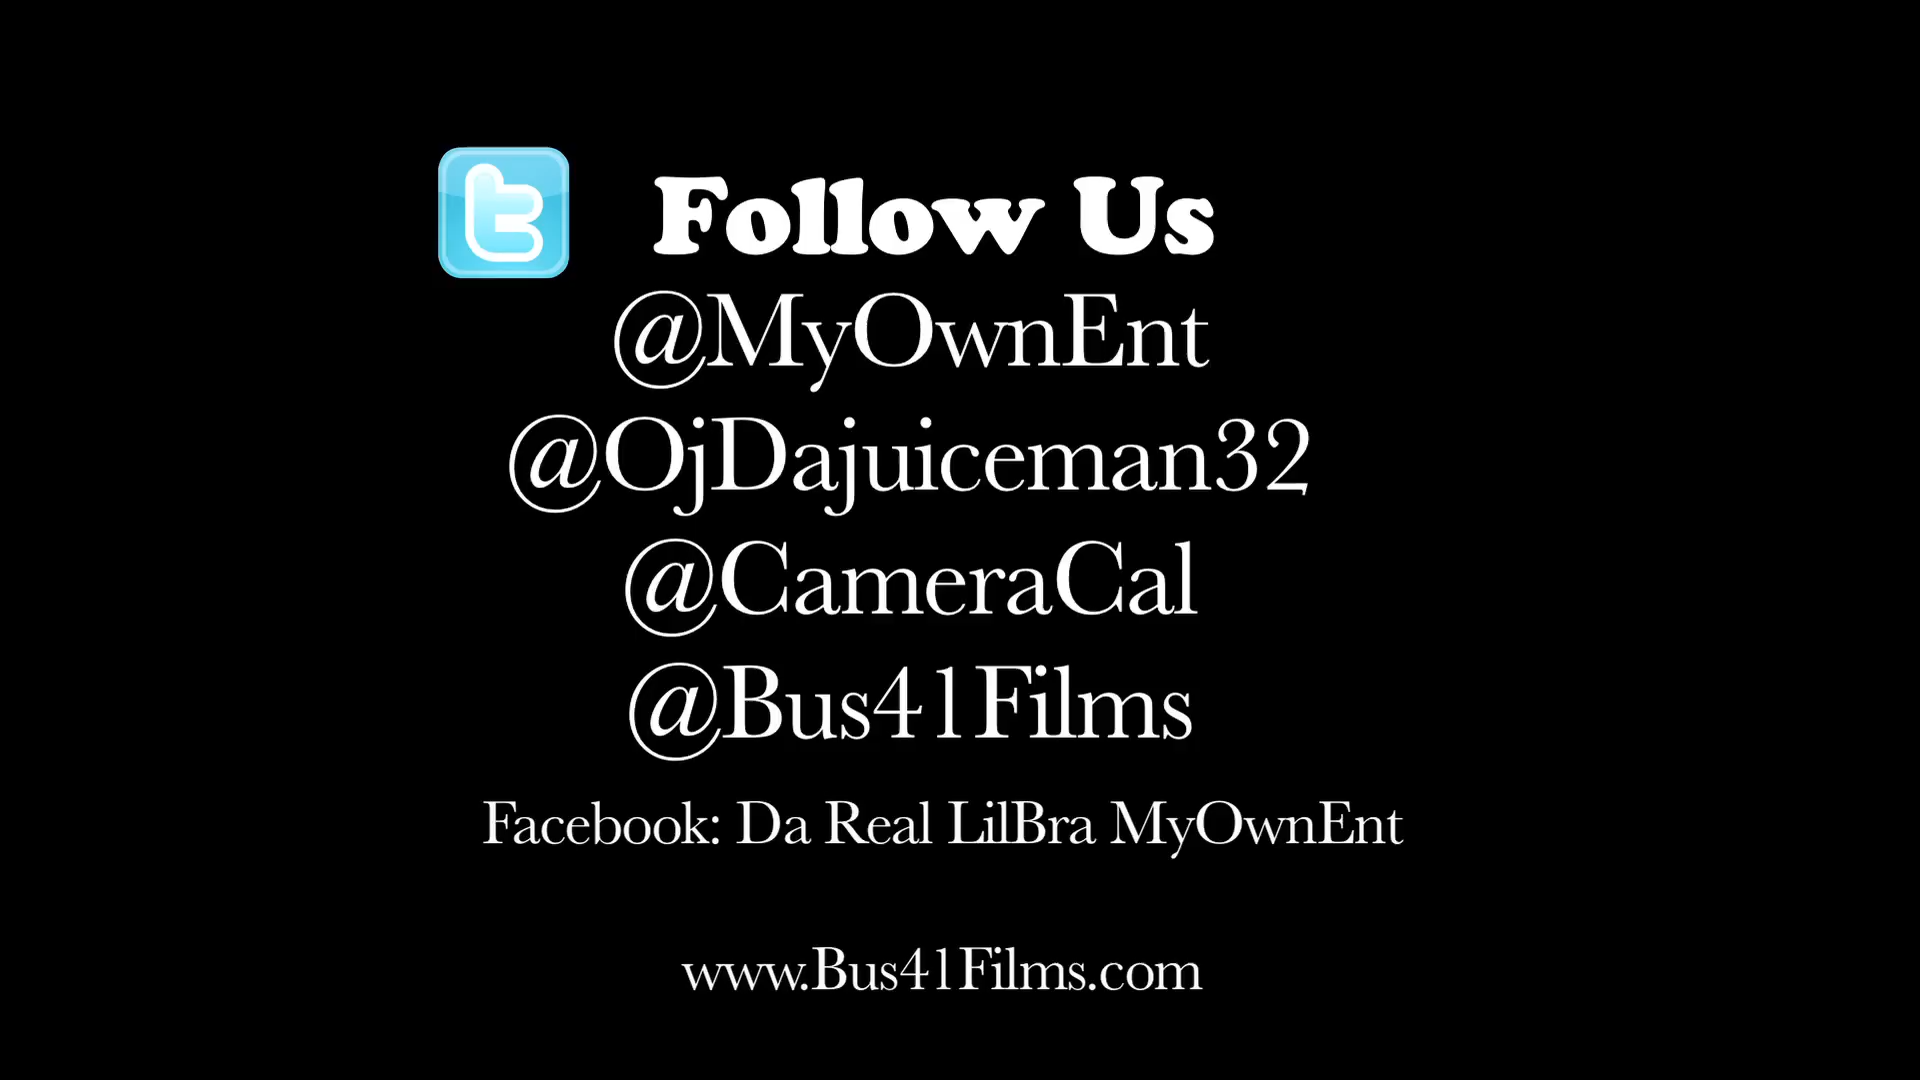 Follow Us
@MyOwnEnt
@OjDajuiceman32
@CameraCal
@Bus41Films
Facebook: Da Real LilBra MyOwnEnt
www.Bus41Films.com